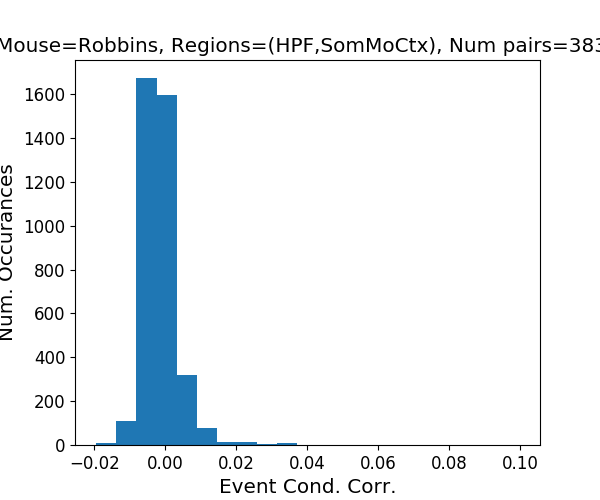 Mouse=Robbins, Regions=(HPF,SomMoCtx), Num pairs=383
1600
1400
1200
1000
800
600
400
200
0
Num. Occurances
−0.02 0.00 0.02 0.04 0.06 0.08 0.10
Event Cond. Corr.